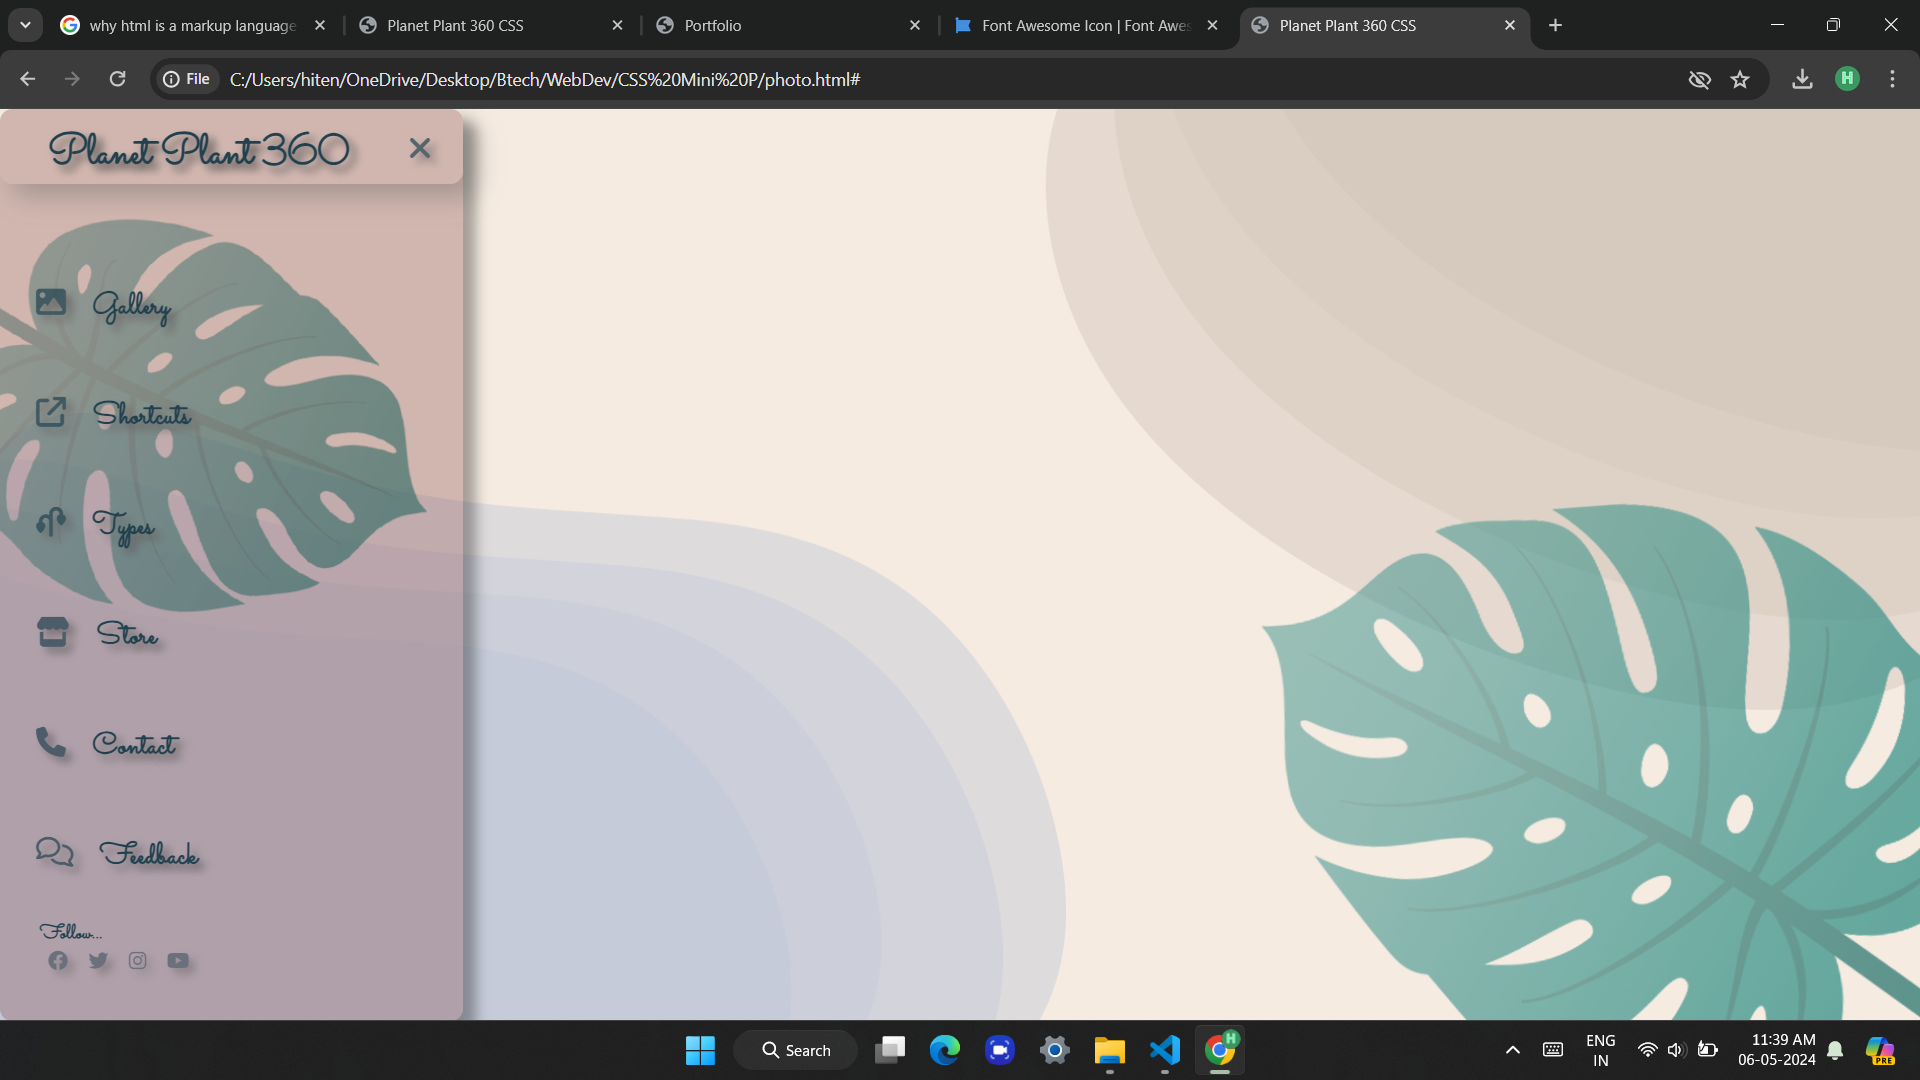 why html is a markup language
Planet Plant 360 CSS
Portfolio
Font Awesome Icon | Font Awes
Planet Plant 360 CSS
File
C:/Users/hiten/OneDrive/Desktop/Btech/WebDev/CSS%20Mini%20P/photo.html#
H
Planet Plant 360
Gallery
Shortcuts
Types
Store
Contact
Feedback
Follow...
Search
H
ENG
IN
11:39 AM
06-05-2024
PRE